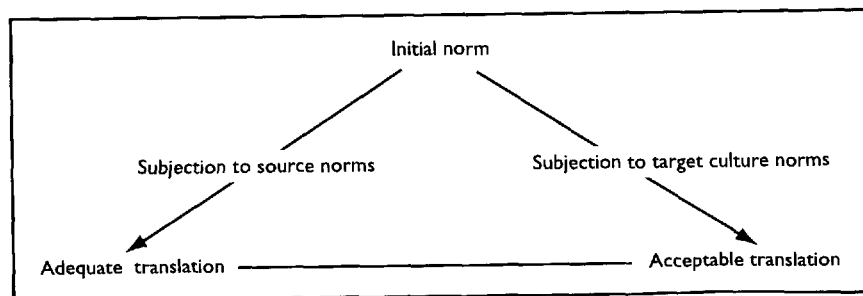 Initial norm
Subjection to source norms
Subjection to target culture norms
Adequate translation
Acceptable translation